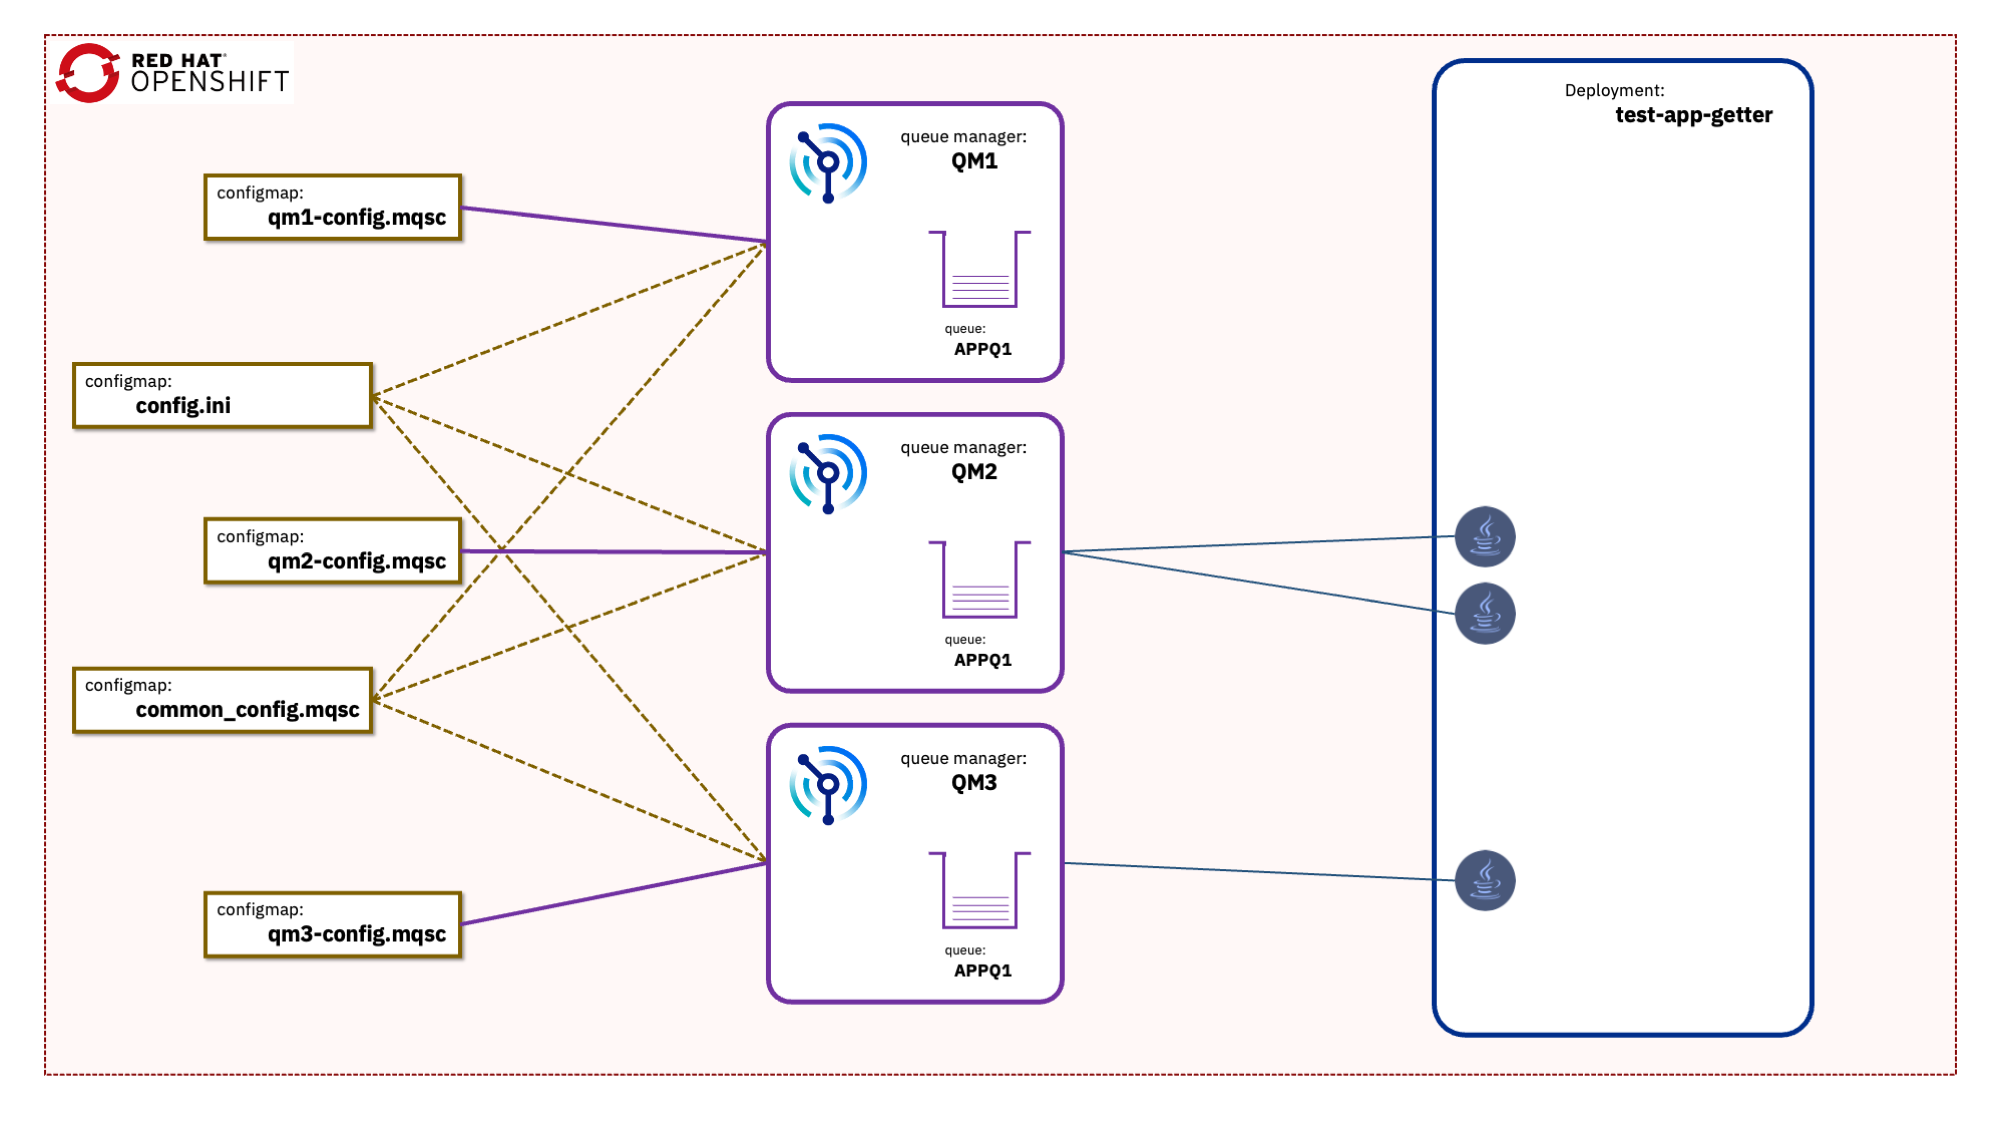 RED HAT®
OPENSHIFT
configmap:
qm1-config.mqsc
configmap:
config.ini
configmap:
qm2-config.mqsc
configmap:
common_config.mqsc
configmap:
qm3-config.mqsc
queue manager:
QM1
queue:
APPQ1
queue manager:
QM2
queue:
APPQ1
queue manager:
QM3
queue:
APPQ1
Deployment:
test-app-getter